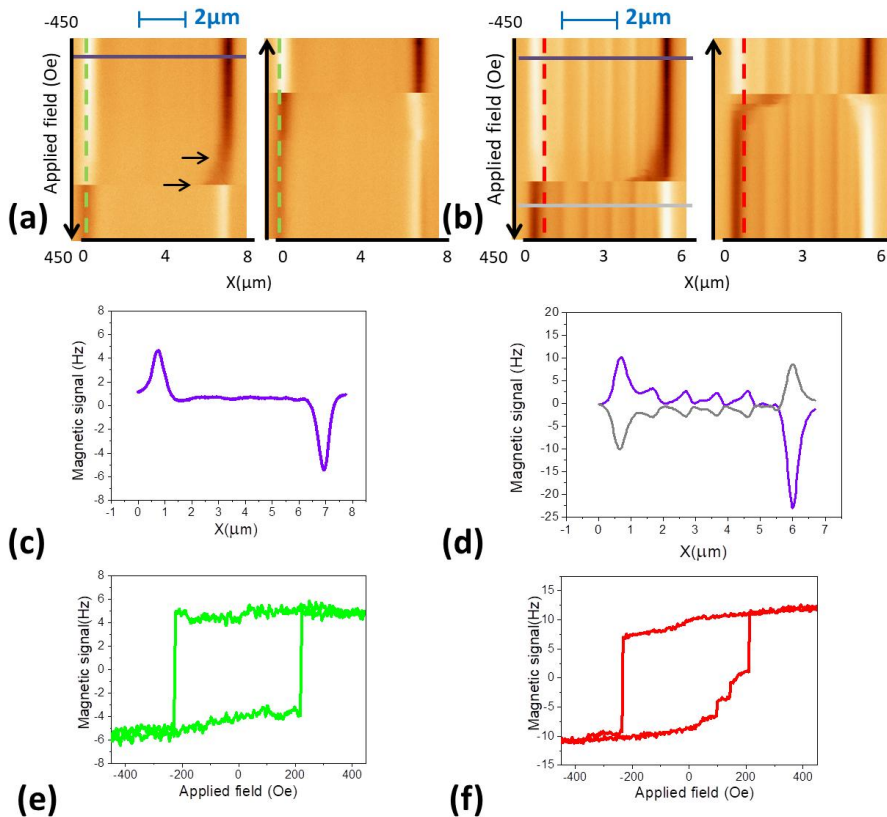 -450
2µm
Applied field (Oe)
450
0
4
8
0
4
8
X(µm)
(a)
-450
2µm
Applied field (Oe)
450
0
3
6
0
3
6
X(µm)
(b)
8
6
4
2
0
-2
-4
-6
-8
Magnetic signal (Hz)
-1 0 1 2 3 4 5 6 7 8
X(µm)
(c)
20
15
10
5
0
-5
-10
-15
-20
-25
Magnetic signal (Hz)
-1 0 1 2 3 4 5 6 7
X(µm)
(d)
8
6
4
2
0
-2
-4
-6
-8
Magnetic signal(Hz)
-400 -200 0 200 400
Applied field (Oe)
(e)
15
10
5
0
-5
-10
-15
Magnetic signal(Hz)
-400 -200 0 200 400
Applied field (Oe)
(f)